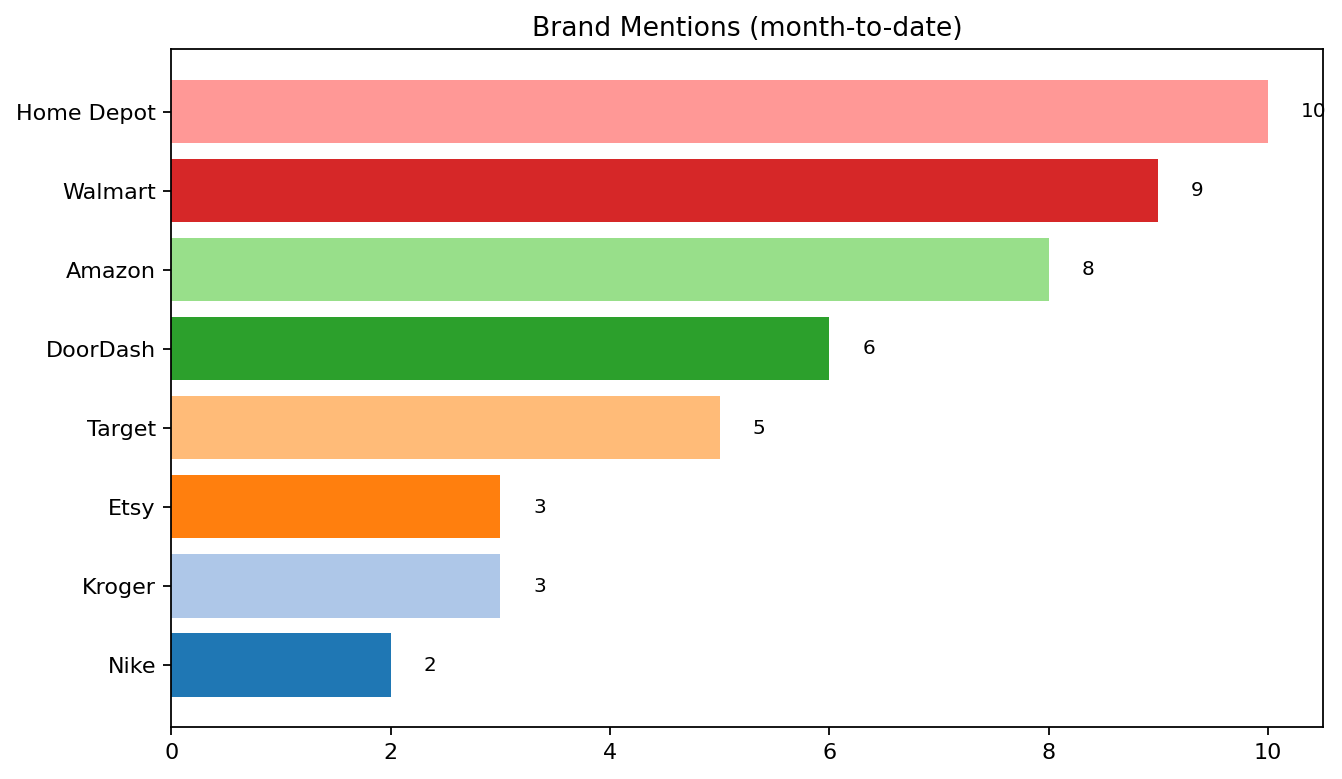 Brand Mentions (month-to-date)
Home Depot 10
Walmart 9
Amazon 8
DoorDash 6
Target 5
Etsy 3
Kroger 3
Nike 2
0 2 4 6 8 10